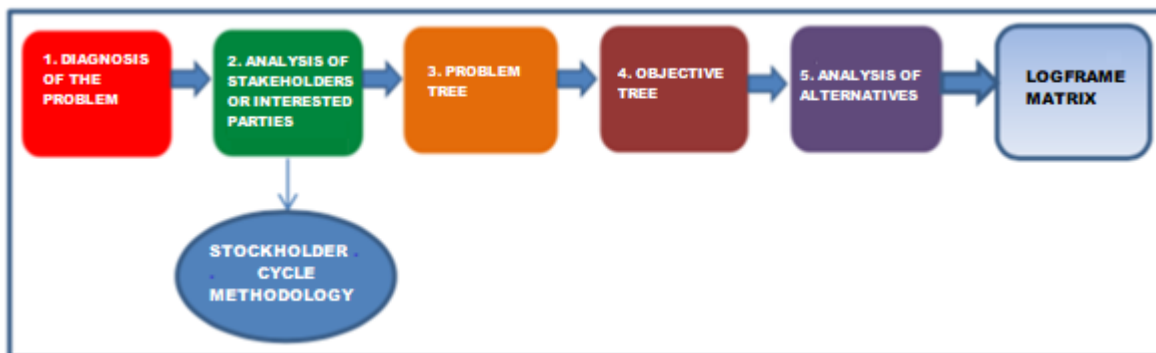 1. DIAGNOSIS
OF THE
PROBLEM
2. ANALYSIS OF
STAKEHOLDERS
OR INTERESTED
PARTIES
3. PROBLEM
TREE
4. OBJECTIVE
TREE
5. ANALYSIS OF
ALTERNATIVES
LOGFRAME
MATRIX
STOCKHOLDER
CYCLE
METHODOLOGY